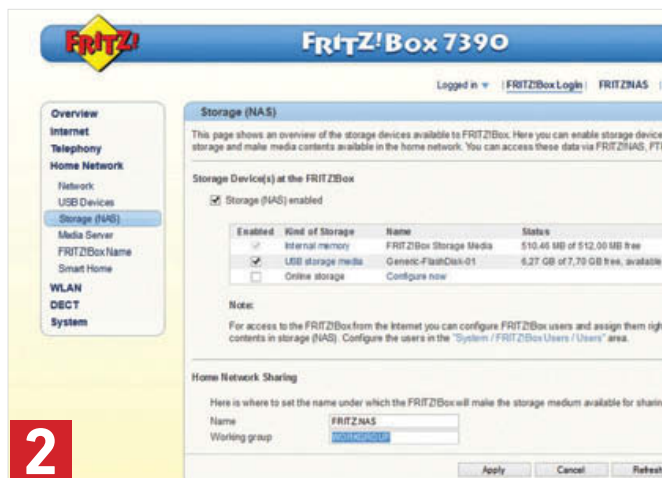 FRITZ!
FRITZ!Box 7390
Logged in | FRITZ!Box Login | FRITZ!NAS |
Overview
Internet
Telephony
Home Network
Network
USB Devices
Storage (NAS)
Media Server
FRITZ!Box Name
Smart Home
WLAN
DECT
System
Storage (NAS)
This page shows an overview of the storage devices available to FRITZ!Box. Here you can enable storage device
storage and make media contents available in the home network. You can access these data via FRITZ!NAS, FT
Storage Device(s) at the FRITZ!Box
Storage (NAS) enabled
Enabled Kind of Storage Name Status
Internal memory FRITZ!Box Storage Media 510.46 MB of 512.00 MB free
USB storage media Generic-FlashDisk-01 6,27 GB of 7,70 GB free, available
Online storage Configure now
Note:
For access to the FRITZ!Box from the Internet you can configure FRITZ!Box users and assign them righ
contents in storage (NAS). Configure the users in the "System / FRITZ!Box Users / Users" area.
Home Network Sharing
Here is where to set the name under which the FRITZ!Box will make the storage medium available for sharin
Name FRITZ.NAS
Working group WORKGROUP
Apply Cancel Refresh
2